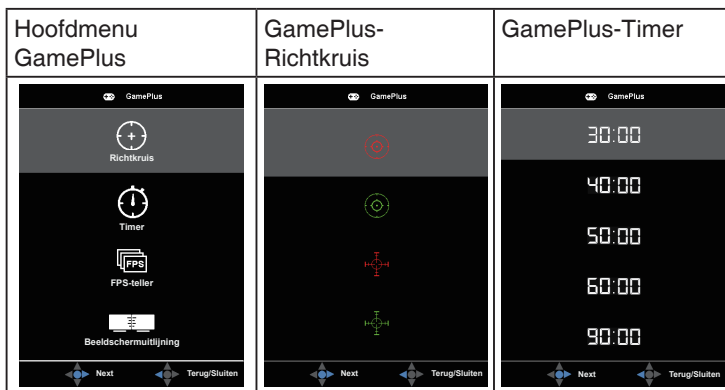 Hoofdmenu
GamePlus
GamePlus-
Richtkruis
GamePlus-Timer
GamePlus
Richtkruis
Timer
FPS
FPS-teller
Beeldschermuitlijning
Next Terug/Sluiten
GamePlus
Next Terug/Sluiten
GamePlus
30:00
40:00
50:00
60:00
90:00
Next Terug/Sluiten